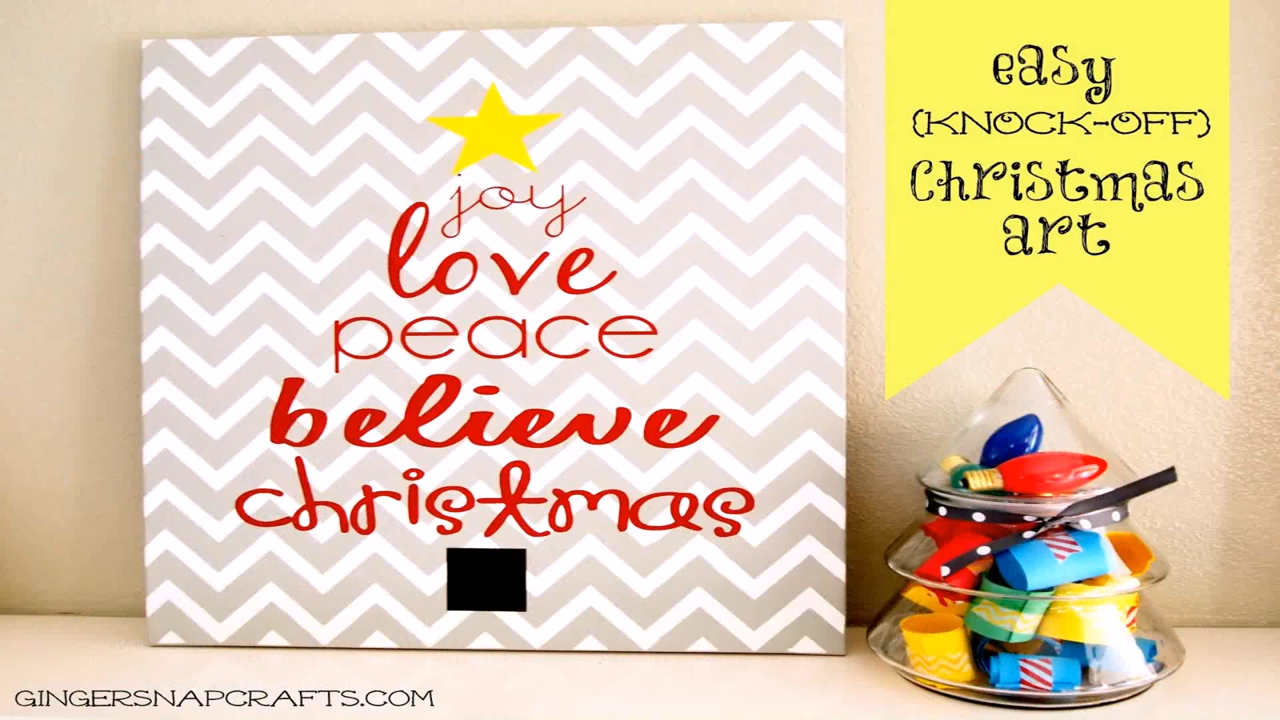 joy
love
peace
believe
christmas
easy
{KNOCK-OFF}
christmas
art
GINGERSNAPCRAFTS.COM